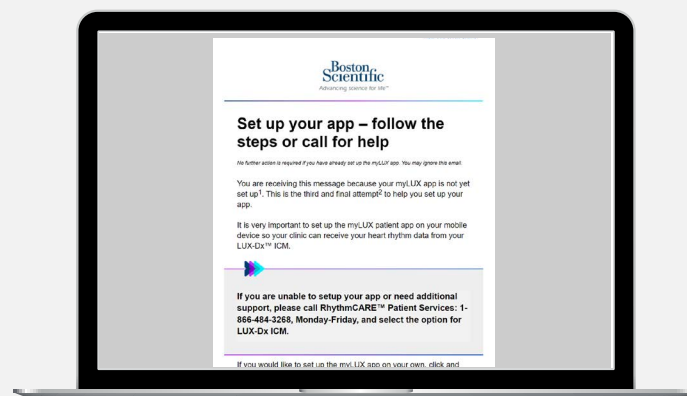 Boston
Scientific
Advancing science for life™
Set up your app – follow the
steps or call for help
No further action is required if you have already set up the myLUX app. You may ignore this email.
You are receiving this message because your myLUX app is not yet
set up1. This is the third and final attempt2 to help you set up your
app.
It is very important to set up the myLUX patient app on your mobile
device so your clinic can receive your heart rhythm data from your
LUX-Dx™ ICM.
If you are unable to setup your app or need additional
support, please call RhythmCARE™ Patient Services: 1-
866-484-3268, Monday-Friday, and select the option for
LUX-Dx ICM.
If you would like to set up the myLUX app on your own, click and